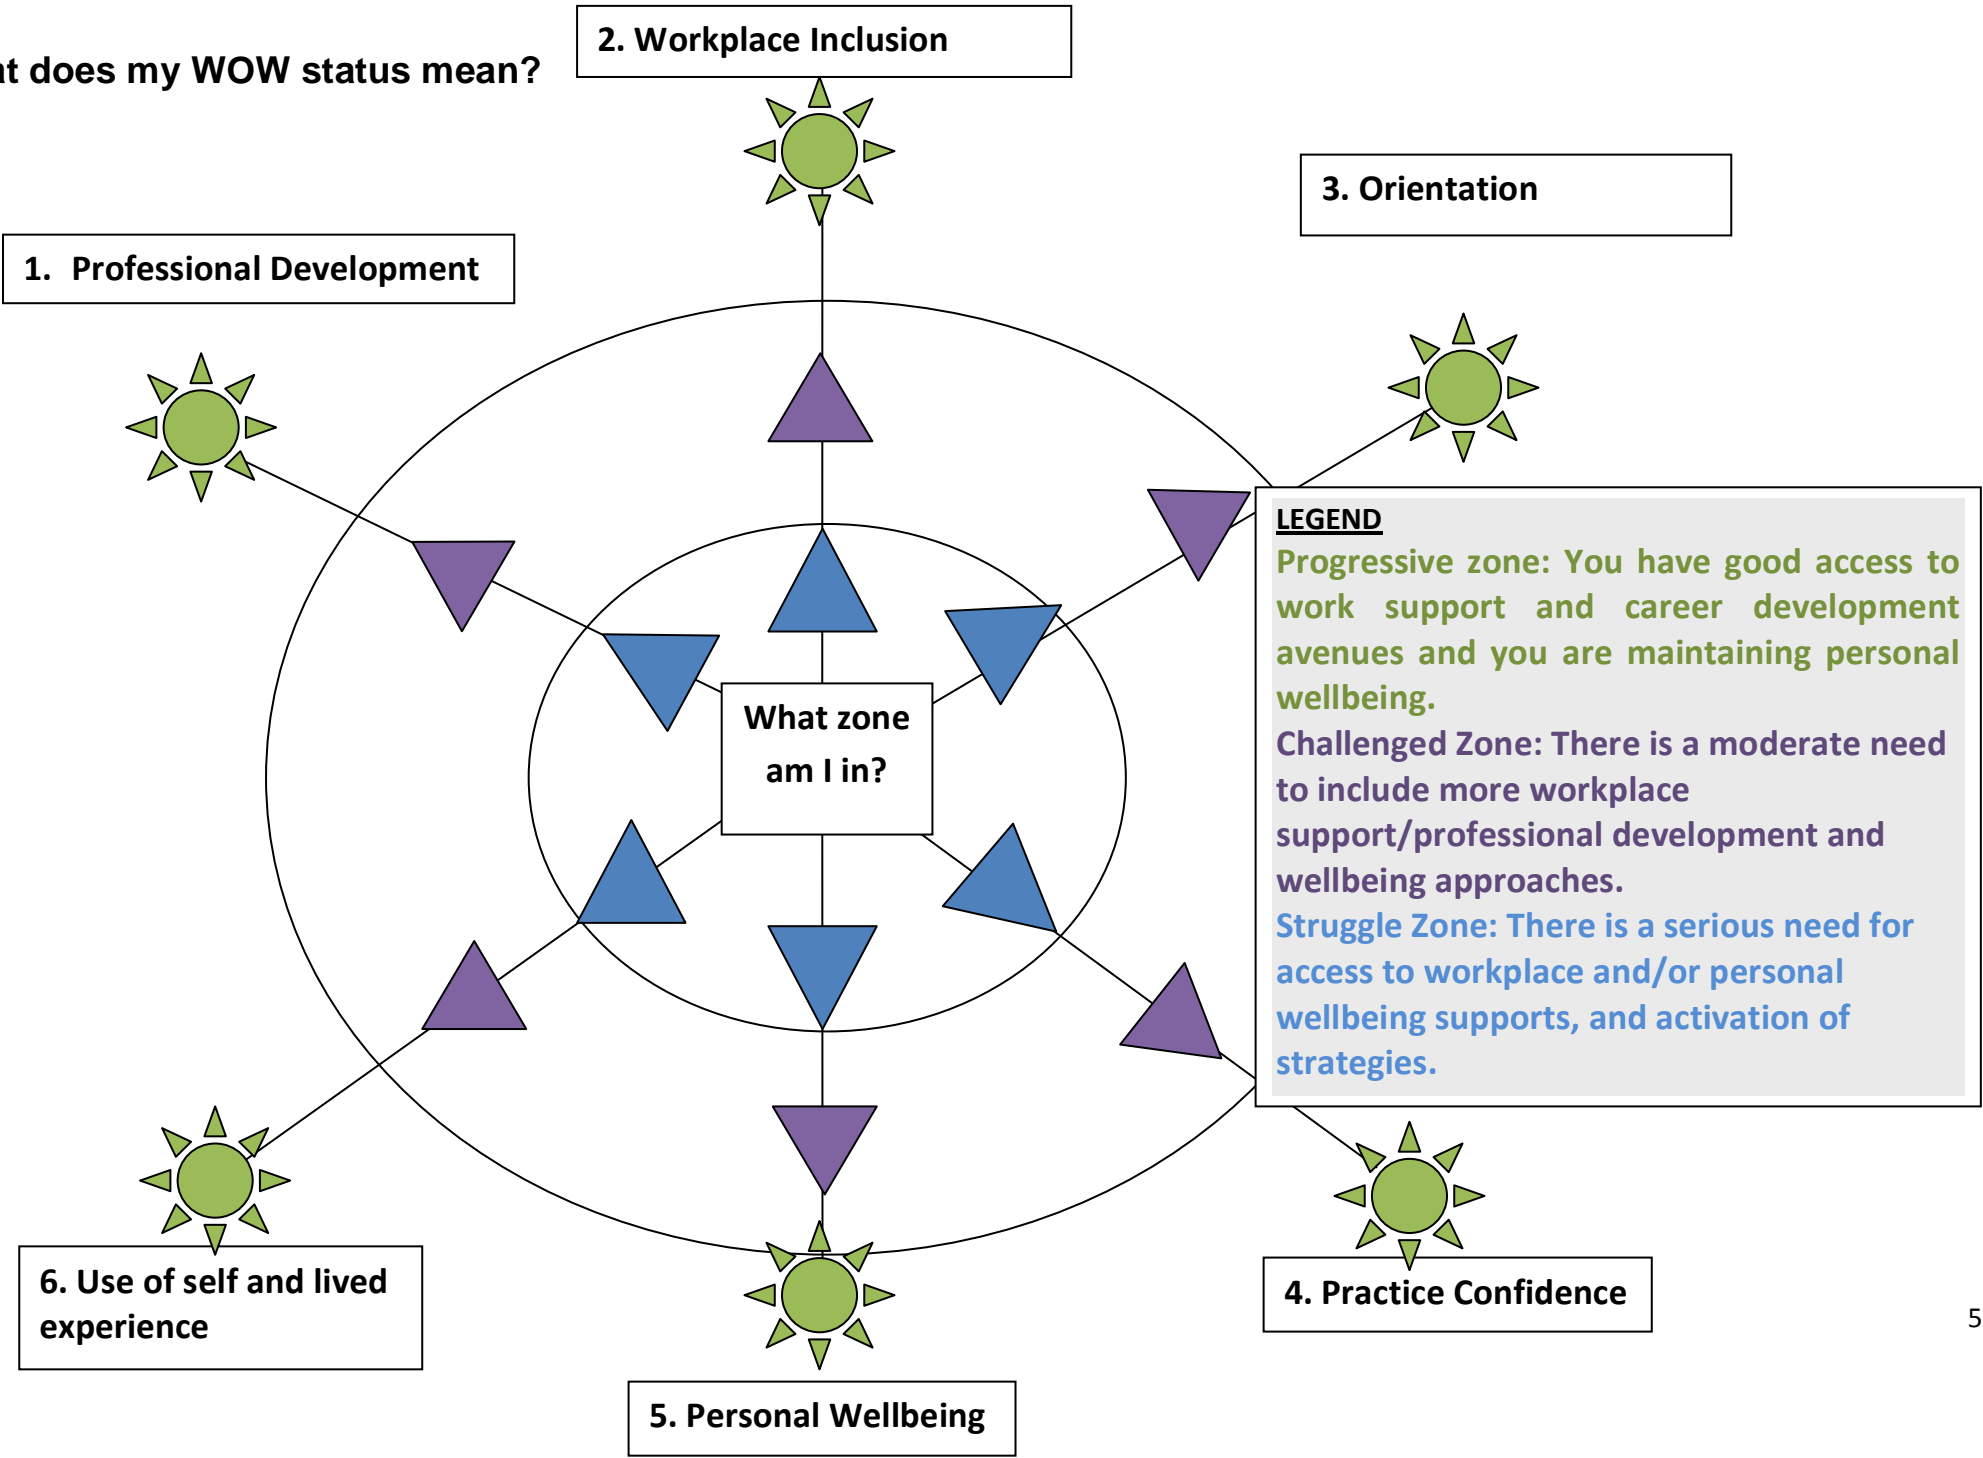 at does my WOW status mean?
2. Workplace Inclusion
3. Orientation
1. Professional Development
LEGEND
Progressive zone: You have good access to
work support and career development
avenues and you are maintaining personal
wellbeing.
Challenged Zone: There is a moderate need
to include more workplace
support/professional development and
wellbeing approaches.
Struggle Zone: There is a serious need for
access to workplace and/or personal
wellbeing supports, and activation of
strategies.
What zone
am I in?
6. Use of self and lived
experience
4. Practice Confidence
5. Personal Wellbeing
5